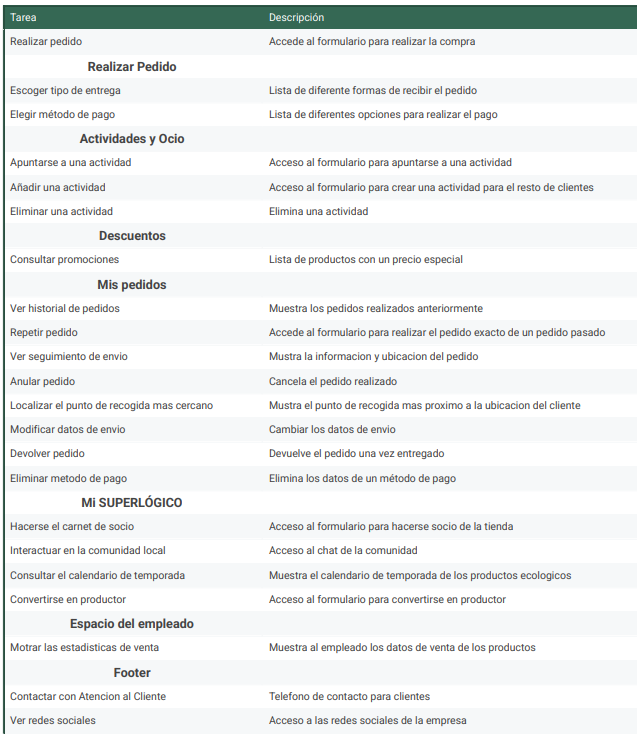 Tarea Descripción
Realizar pedido Accede al formulario para realizar la compra
Realizar Pedido
Escoger tipo de entrega Lista de diferente formas de recibir el pedido
Elegir método de pago Lista de diferentes opciones para realizar el pago
Actividades y Ocio
Apuntarse a una actividad Acceso al formulario para apuntarse a una actividad
Añadir una actividad Acceso al formulario para crear una actividad para el resto de clientes
Eliminar una actividad Elimina una actividad
Descuentos
Consultar promociones Lista de productos con un precio especial
Mis pedidos
Ver historial de pedidos Muestra los pedidos realizados anteriormente
Repetir pedido Accede al formulario para realizar el pedido exacto de un pedido pasado
Ver seguimiento de envio Mustra la informacion y ubicacion del pedido
Anular pedido Cancela el pedido realizado
Localizar el punto de recogida mas cercano Mustra el punto de recogida mas proximo a la ubicacion del cliente
Modificar datos de envio Cambiar los datos de envio
Devolver pedido Devuelve el pedido una vez entregado
Eliminar metodo de pago Elimina los datos de un método de pago
Mi SUPERLÓGICO
Hacerse el carnet de socio Acceso al formulario para hacerse socio de la tienda
Interactuar en la comunidad local Acceso al chat de la comunidad
Consultar el calendario de temporada Muestra el calendario de temporada de los productos ecologicos
Convertirse en productor Acceso al formulario para convertirse en productor
Espacio del empleado
Motrar las estadisticas de venta Muestra al empleado los datos de venta de los productos
Footer
Contactar con Atencion al Cliente Telefono de contacto para clientes
Ver redes sociales Acceso a las redes sociales de la empresa